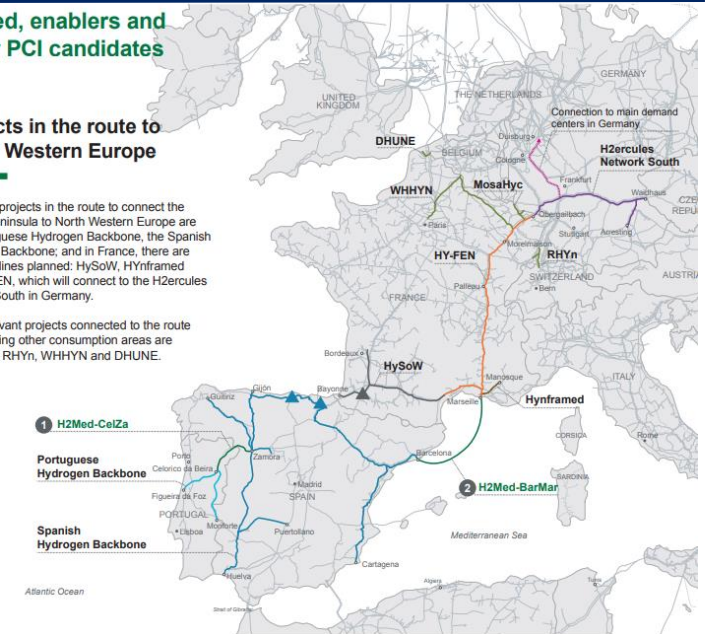 ed, enablers and
r PCI candidates
cts in the route to
Western Europe
projects in the route to connect the
eninsula to North Western Europe are
guese Hydrogen Backbone, the Spanish
Backbone; and in France, there are
lines planned: HySoW, HYnframed
EN, which will connect to the H2ercules
South in Germany.
vant projects connected to the route
ing other consumption areas are
RHYn, WHHYN and DHUNE.
UNITED
KINGDOM
THE NETHERLANDS
GERMANY
Connection to main demand
centers in Germany
Duisburg
DHUNE
BELGIUM
Cologne
H2ercules
Network South
WHHYN
MosaHyc
Frankfurt
Waidhaus
CZE
REPU
Paris
Obergailbach
Stuttgart
Amerting
Morelmaison
HY-FEN
RHYn
SWITZERLAND
Bern
AUSTRIA
Palleau
FRANCE
Bordeaux
HySoW
Manosque
ITALY
Guitiriz
Gijón
Bayonne
Marseille
Hynframed
CORSICA
Rome
1 H2Med-CelZa
Porto
Zamora
Barcelona
Portuguese
Hydrogen Backbone
Celorico da Beira
Madrid
2 H2Med-BarMar
SARDINIA
Figueira da Foz
SPAIN
PORTUGAL
Monforte
Lisboa
Puertollano
Mediterranean Sea
Spanish
Hydrogen Backbone
Huelva
Cartagena
Atlantic Ocean
Algiers
Tunis
Strait of Gibraltar